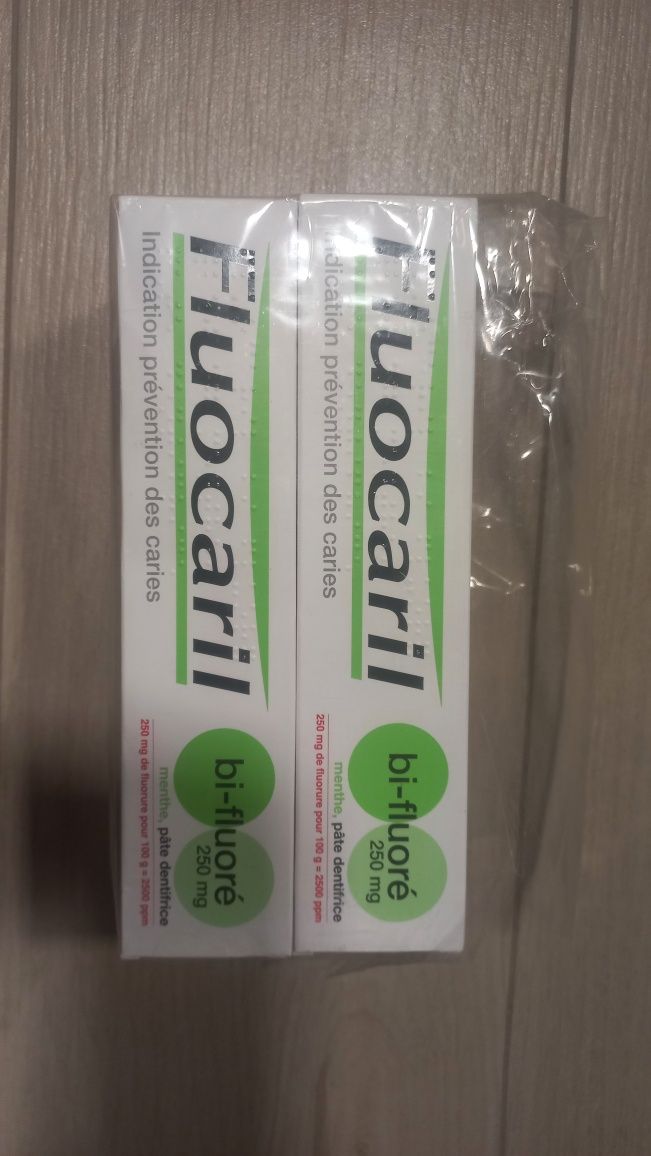 Fluocaril
Indication prévention des caries
bi-fluoré
250 mg
menthe, pâte dentifrice
250 mg de fluorure pour 100 g = 2500 ppm
Fluocaril
Indication prévention des caries
bi-fluoré
250 mg
menthe, pâte dentifrice
250 mg de fluorure pour 100 g = 2500 ppm